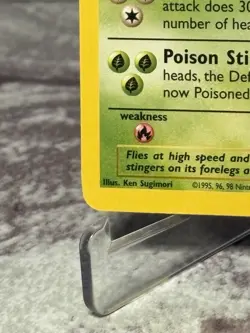 attack does 30
number of hea
Poison Sti
heads, the Def
now Poisoned
weakness
Flies at high speed and
stingers on its forelegs a
Illus. Ken Sugimori ©1995, 96, 98 Ninten